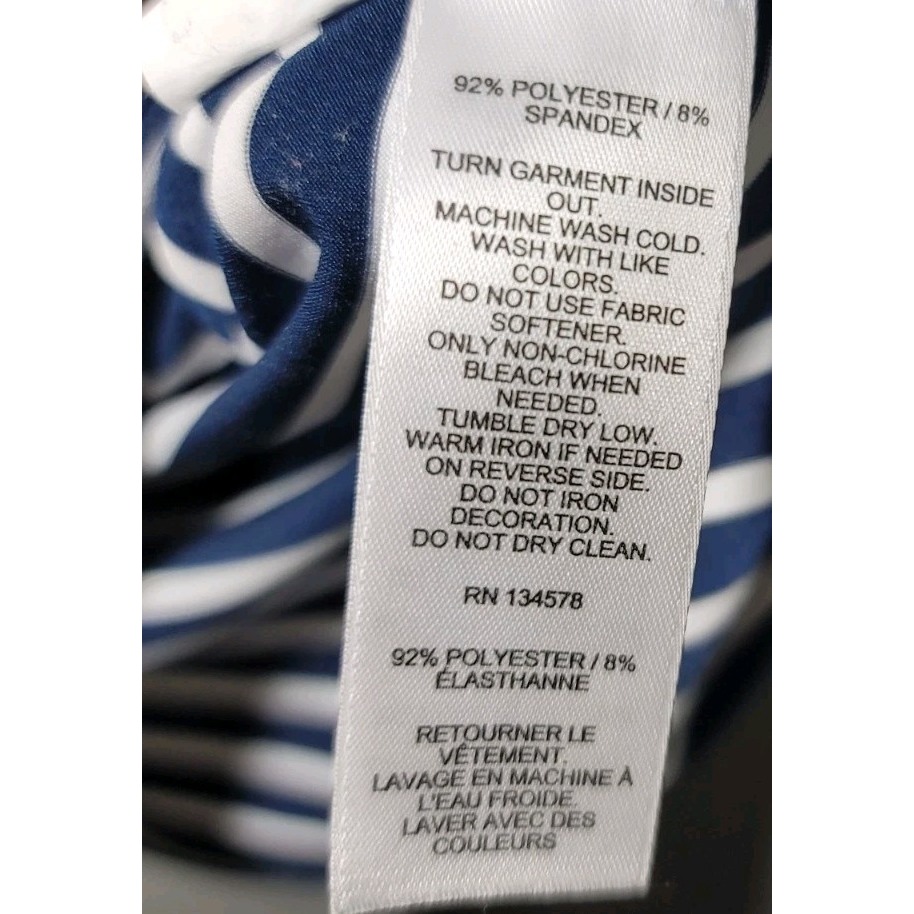 92% POLYESTER / 8%
SPANDEX
TURN GARMENT INSIDE
OUT.
MACHINE WASH COLD.
WASH WITH LIKE
COLORS.
DO NOT USE FABRIC
SOFTENER.
ONLY NON-CHLORINE
BLEACH WHEN
NEEDED.
TUMBLE DRY LOW.
WARM IRON IF NEEDED
ON REVERSE SIDE.
DO NOT IRON
DECORATION.
DO NOT DRY CLEAN.
RN 134578
92% POLYESTER / 8%
ÉLASTHANNE
RETOURNER LE
VÊTEMENT.
LAVAGE EN MACHINE À
L'EAU FROIDE.
LAVER AVEC DES
COULEURS